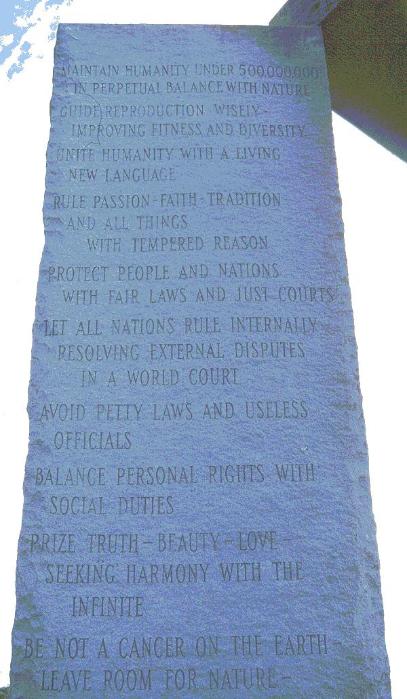 MAINTAIN HUMANITY UNDER 500,000,000
IN PERPETUAL BALANCE WITH NATURE
GUIDE REPRODUCTION WISELY -
IMPROVING FITNESS AND DIVERSITY
UNITE HUMANITY WITH A LIVING
NEW LANGUAGE
RULE PASSION - FAITH - TRADITION
AND ALL THINGS
WITH TEMPERED REASON
PROTECT PEOPLE AND NATIONS
WITH FAIR LAWS AND JUST COURTS
LET ALL NATIONS RULE INTERNALLY
RESOLVING EXTERNAL DISPUTES
IN A WORLD COURT
AVOID PETTY LAWS AND USELESS
OFFICIALS
BALANCE PERSONAL RIGHTS WITH
SOCIAL DUTIES
PRIZE TRUTH - BEAUTY - LOVE -
SEEKING HARMONY WITH THE
INFINITE
BE NOT A CANCER ON THE EARTH -
LEAVE ROOM FOR NATURE -